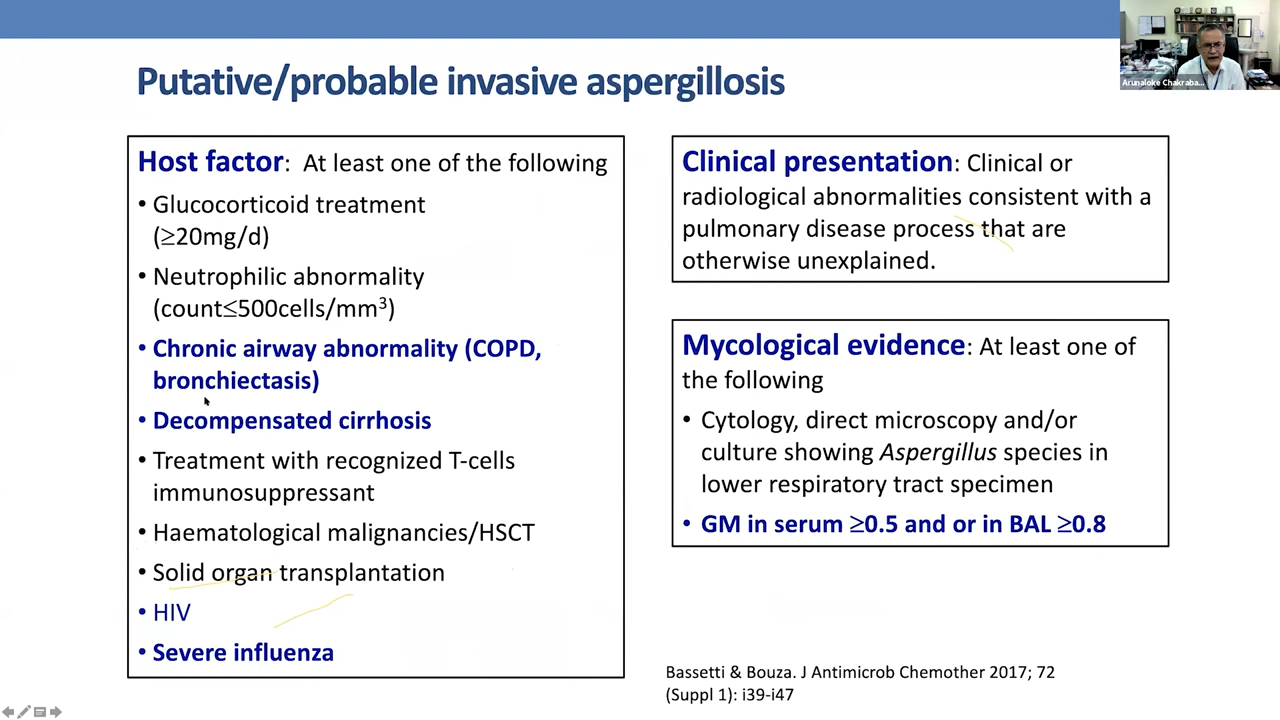 Arunaloke Chakraba...
Putative/probable invasive aspergillosis
Host factor: At least one of the following
• Glucocorticoid treatment
(≥20mg/d)
• Neutrophilic abnormality
(count≤500cells/mm³)
• Chronic airway abnormality (COPD,
bronchiectasis)
• Decompensated cirrhosis
• Treatment with recognized T-cells
immunosuppressant
• Haematological malignancies/HSCT
• Solid organ transplantation
• HIV
• Severe influenza
Clinical presentation: Clinical or
radiological abnormalities consistent with a
pulmonary disease process that are
otherwise unexplained.
Mycological evidence: At least one of
the following
• Cytology, direct microscopy and/or
culture showing Aspergillus species in
lower respiratory tract specimen
• GM in serum ≥0.5 and or in BAL ≥0.8
Bassetti & Bouza. J Antimicrob Chemother 2017; 72
(Suppl 1): i39-i47